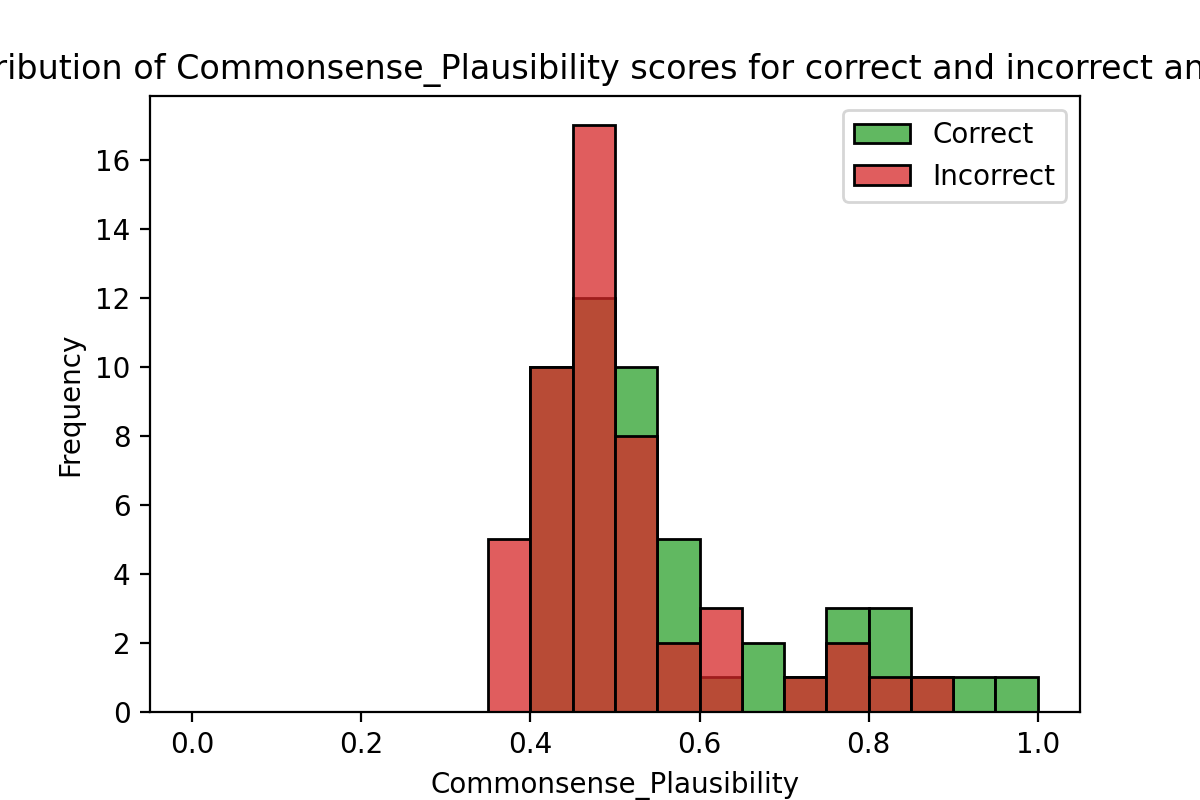 ribution of Commonsense_Plausibility scores for correct and incorrect an
Correct
Incorrect
16
14
12
10
8
6
4
2
0
Frequency
0.0 0.2 0.4 0.6 0.8 1.0
Commonsense_Plausibility